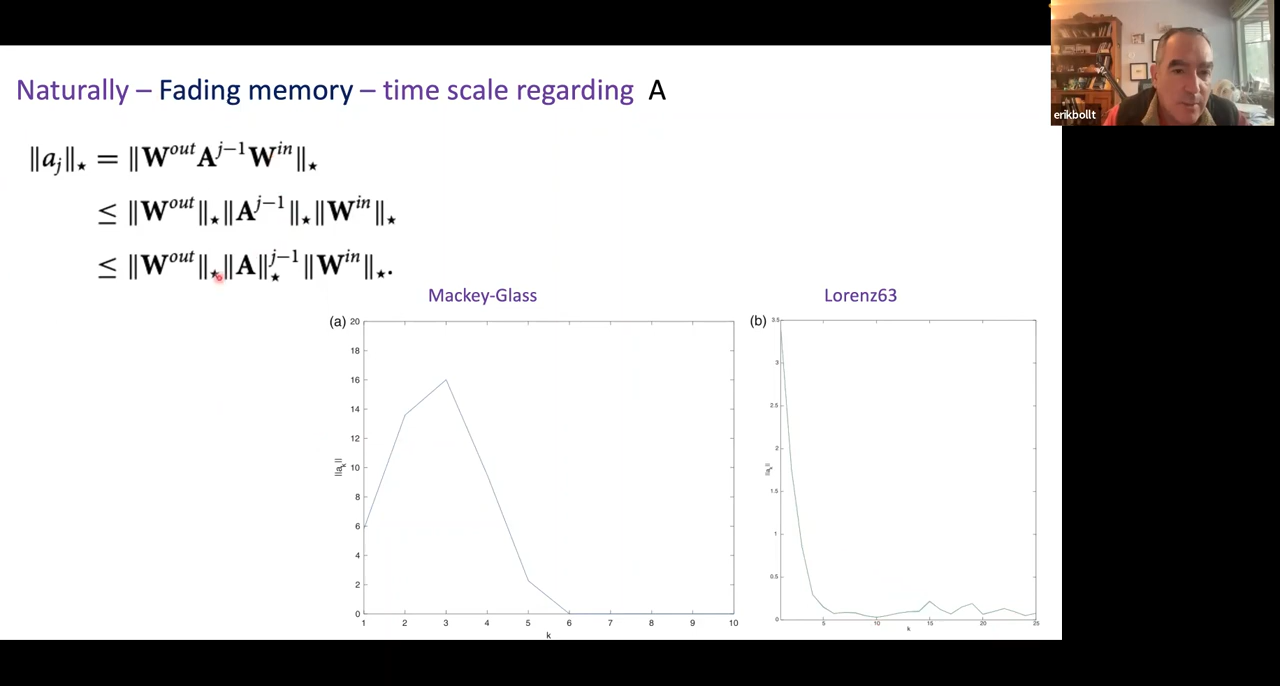 Naturally – Fading memory – time scale regarding A
erikbollt
‖a_j‖⋆ = ‖W^{out}A^{j−1}W^{in}‖⋆
≤ ‖W^{out}‖⋆‖A^{j−1}‖⋆‖W^{in}‖⋆
≤ ‖W^{out}‖⋆‖A‖⋆^{j−1}‖W^{in}‖⋆.
Mackey-Glass
(a)
20
18
16
14
12
10
8
6
4
2
0
‖a_k‖
1 2 3 4 5 6 7 8 9 10
k
Lorenz63
(b)
3.5
3
2.5
2
1.5
1
0.5
0
‖a_k‖
5 10 15 20 25
k